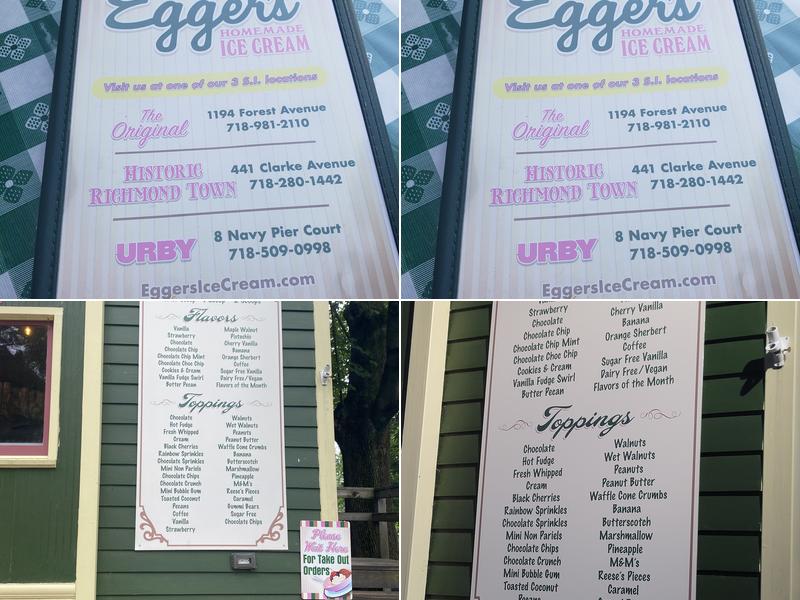 Eggers
HOMEMADE
ICE CREAM
Visit us at one of our 3 S.I. locations
The
Original
1194 Forest Avenue
718-981-2110
HISTORIC
RICHMOND TOWN
441 Clarke Avenue
718-280-1442
URBY
8 Navy Pier Court
718-509-0998
EggersIceCream.com
Eggers
HOMEMADE
ICE CREAM
Visit us at one of our 3 S.I. locations
The
Original
1194 Forest Avenue
718-981-2110
HISTORIC
RICHMOND TOWN
441 Clarke Avenue
718-280-1442
URBY
8 Navy Pier Court
718-509-0998
EggersIceCream.com
Flavors
Vanilla
Strawberry
Chocolate
Chocolate Chip
Chocolate Chip Mint
Chocolate Choc Chip
Cookies & Cream
Vanilla Fudge Swirl
Butter Pecan
Maple Walnut
Pistachio
Cherry Vanilla
Banana
Orange Sherbert
Coffee
Sugar Free Vanilla
Dairy Free/Vegan
Flavors of the Month
Toppings
Chocolate
Hot Fudge
Fresh Whipped
Cream
Black Cherries
Rainbow Sprinkles
Chocolate Sprinkles
Mini Non Pariels
Chocolate Chips
Chocolate Crunch
Mini Bubble Gum
Toasted Coconut
Pecans
Coffee
Vanilla
Strawberry
Walnuts
Wet Walnuts
Peanuts
Peanut Butter
Waffle Cone Crumbs
Banana
Butterscotch
Marshmallow
Pineapple
M&M's
Reese's Pieces
Caramel
Gummi Bears
Sugar Free
Chocolate Chips
Please
Wait Here
For Take Out
Orders
Vanilla
Strawberry
Chocolate
Chocolate Chip
Chocolate Chip Mint
Chocolate Choc Chip
Cookies & Cream
Vanilla Fudge Swirl
Butter Pecan
Cherry Vanilla
Banana
Orange Sherbert
Coffee
Sugar Free Vanilla
Dairy Free/Vegan
Flavors of the Month
Toppings
Chocolate
Hot Fudge
Fresh Whipped
Cream
Black Cherries
Rainbow Sprinkles
Chocolate Sprinkles
Mini Non Pariels
Chocolate Chips
Chocolate Crunch
Mini Bubble Gum
Toasted Coconut
Pecans
Walnuts
Wet Walnuts
Peanuts
Peanut Butter
Waffle Cone Crumbs
Banana
Butterscotch
Marshmallow
Pineapple
M&M's
Reese's Pieces
Caramel